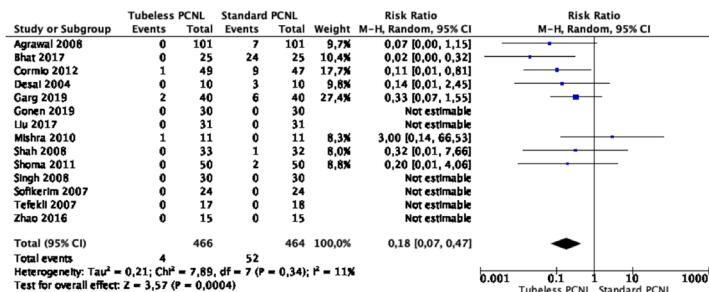 Tubeless PCNL Standard PCNL Risk Ratio Risk Ratio
Study or Subgroup Events Total Events Total Weight M-H, Random, 95% CI M-H, Random, 95% CI
Agrawal 2008 0 101 7 101 9,7% 0,07 [0,00, 1,15]
Bhat 2017 0 25 24 25 10,4% 0,02 [0,00, 0,32]
Cormio 2012 1 49 9 47 17,7% 0,11 [0,01, 0,81]
Desai 2004 0 10 3 10 9,8% 0,14 [0,01, 2,45]
Garg 2019 2 40 6 40 27,4% 0,33 [0,07, 1,55]
Gonen 2019 0 30 0 30 Not estimable
Liu 2017 0 31 0 31 Not estimable
Mishra 2010 1 11 0 11 8,3% 3,00 [0,14, 66,53]
Shah 2008 0 33 1 32 8,0% 0,32 [0,01, 7,66]
Shoma 2011 0 50 2 50 8,8% 0,20 [0,01, 4,06]
Singh 2008 0 30 0 30 Not estimable
Sofikerim 2007 0 24 0 24 Not estimable
Tefekli 2007 0 17 0 18 Not estimable
Zhao 2016 0 15 0 15 Not estimable
Total (95% CI) 466 464 100,0% 0,18 [0,07, 0,47]
Total events 4 52
Heterogeneity: Tau² = 0,21; Chi² = 7,89, df = 7 (P = 0,34); I² = 11%
Test for overall effect: Z = 3,57 (P = 0,0004)
0.001 0,1 1 10 1000
Tubeless PCNL Standard PCNL